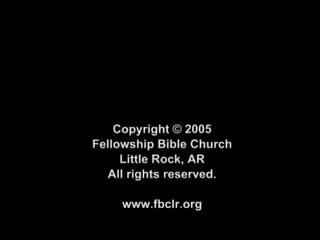 Copyright © 2005
Fellowship Bible Church
Little Rock, AR
All rights reserved.
www.fbclr.org